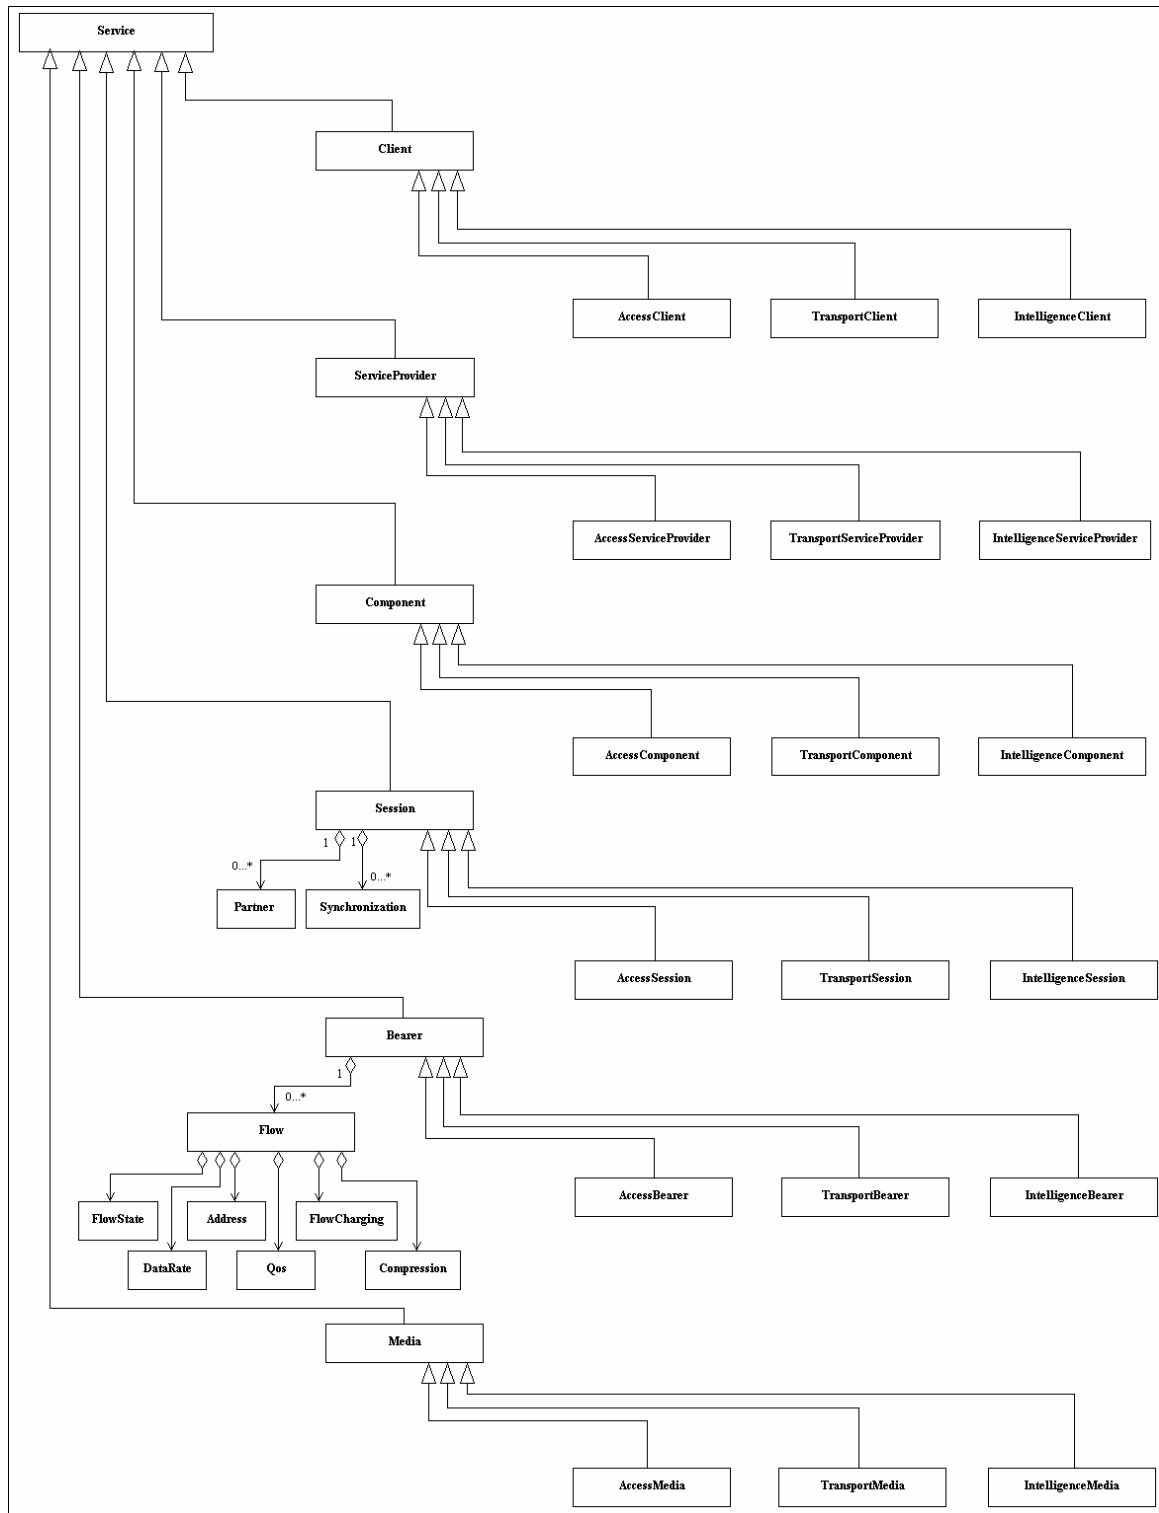 Service
Client
AccessClient
TransportClient
IntelligenceClient
ServiceProvider
AccessServiceProvider
TransportServiceProvider
IntelligenceServiceProvider
Component
AccessComponent
TransportComponent
IntelligenceComponent
Session
1
1
0...*
0...*
Partner
Synchronization
AccessSession
TransportSession
IntelligenceSession
Bearer
1
0...*
Flow
AccessBearer
TransportBearer
IntelligenceBearer
FlowState
Address
FlowCharging
DataRate
Qos
Compression
Media
AccessMedia
TransportMedia
IntelligenceMedia